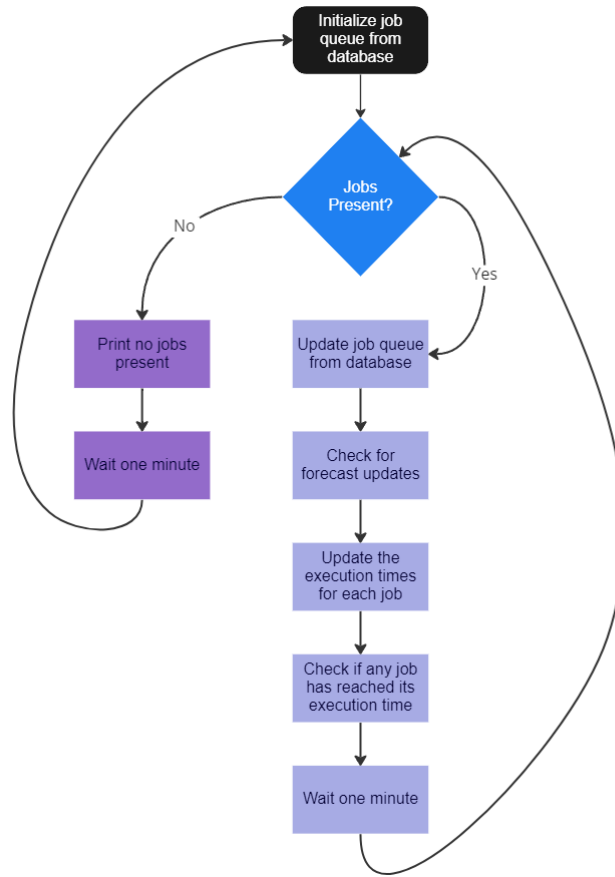 Initialize job
queue from
database
Jobs
Present?
No
Yes
Print no jobs
present
Wait one minute
Update job queue
from database
Check for
forecast updates
Update the
execution times
for each job
Check if any job
has reached its
execution time
Wait one minute